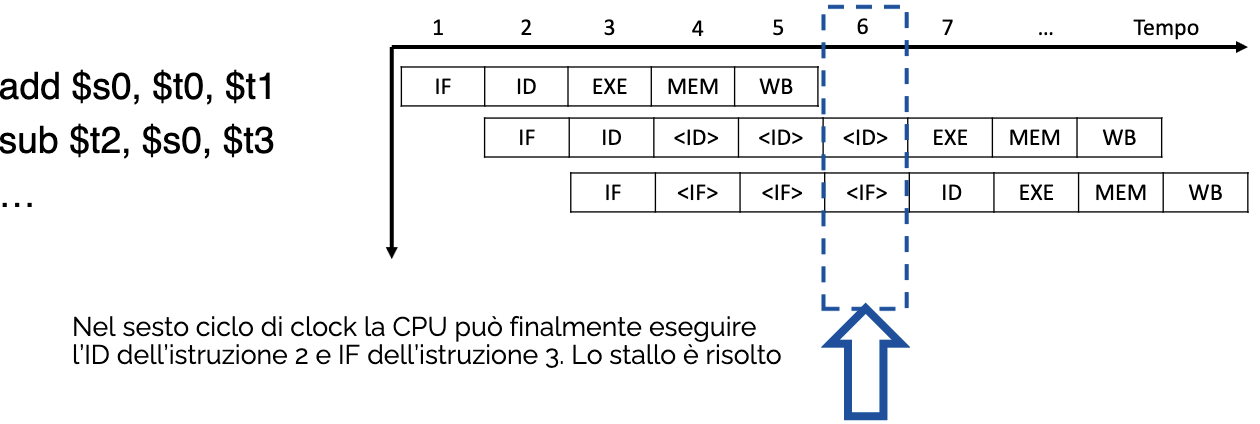 1 2 3 4 5 6 7 ... Tempo
add $s0, $t0, $t1
IF ID EXE MEM WB
sub $t2, $s0, $t3
IF ID <ID> <ID> <ID> EXE MEM WB
...
IF <IF> <IF> <IF> ID EXE MEM WB
Nel sesto ciclo di clock la CPU può finalmente eseguire
l'ID dell'istruzione 2 e IF dell'istruzione 3. Lo stallo è risolto